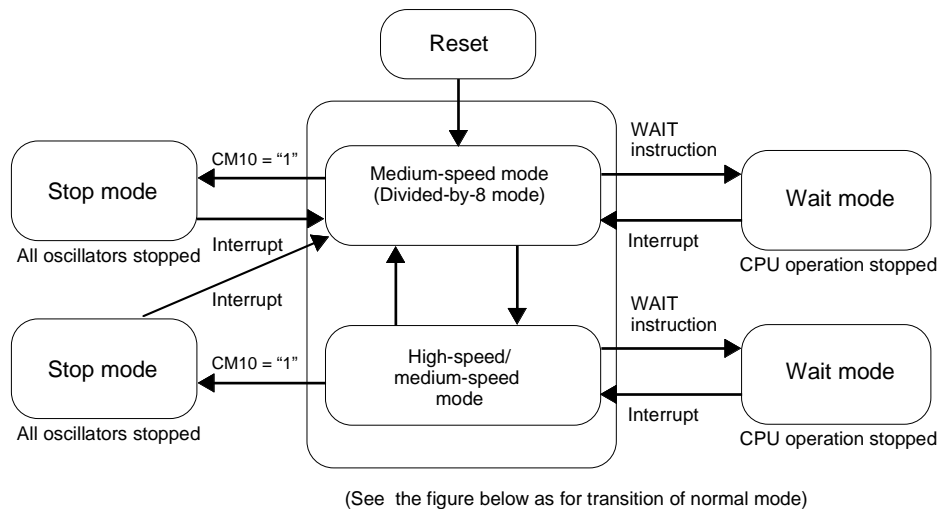 Reset
WAIT
instruction
CM10 = “1”
Medium-speed mode
(Divided-by-8 mode)
Stop mode
Wait mode
Interrupt
Interrupt
All oscillators stopped
CPU operation stopped
Interrupt
WAIT
instruction
High-speed/
medium-speed
mode
CM10 = “1”
Stop mode
Wait mode
Interrupt
All oscillators stopped
CPU operation stopped
(See the figure below as for transition of normal mode)